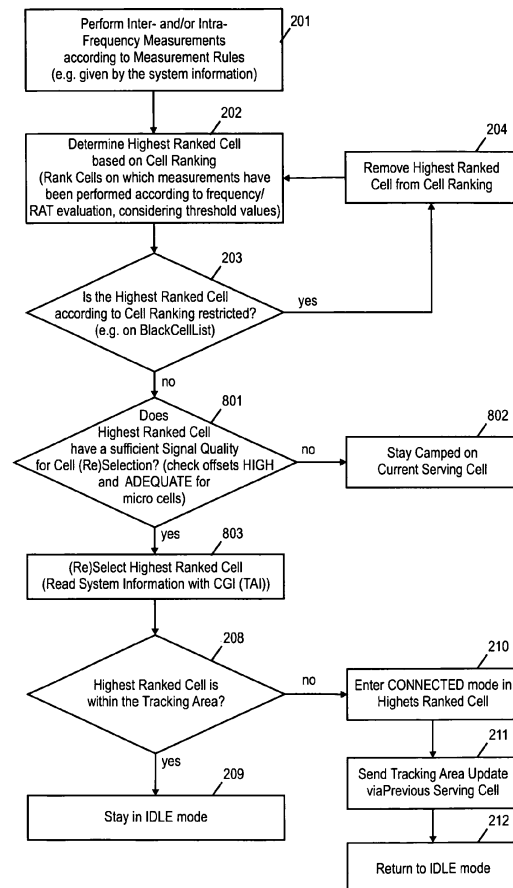 201
Perform Inter- and/or Intra-
Frequency Measurements
according to Measurement Rules
(e.g. given by the system information)
202
Determine Highest Ranked Cell
based on Cell Ranking
(Rank Cells on which measurements have
been performed according to frequency/
RAT evaluation, considering threshold values)
204
Remove Highest Ranked
Cell from Cell Ranking
203
Is the Highest Ranked Cell
according to Cell Ranking restricted?
(e.g. on BlackCellList)
yes
no
801
Does
Highest Ranked Cell
have a sufficient Signal Quality
for Cell (Re)Selection? (check offsets HIGH
and ADEQUATE for
micro cells)
no
802
Stay Camped on
Current Serving Cell
yes
803
(Re)Select Highest Ranked Cell
(Read System Information with CGI (TAI))
208
Highest Ranked Cell is
within the Tracking Area?
no
210
Enter CONNECTED mode in
Highets Ranked Cell
yes
209
Stay in IDLE mode
211
Send Tracking Area Update
viaPrevious Serving Cell
212
Return to IDLE mode